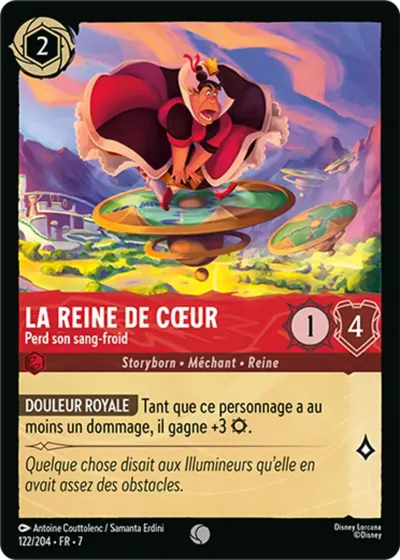 2
LA REINE DE CŒUR
Perd son sang-froid
1
4
Storyborn • Méchant • Reine
DOULEUR ROYALE Tant que ce personnage a au
moins un dommage, il gagne +3 .
Quelque chose disait aux Illumineurs qu'elle en
avait assez des obstacles.
Antoine Couttolenc / Samanta Erdini
122/204 • FR • 7
Disney Lorcana
©Disney